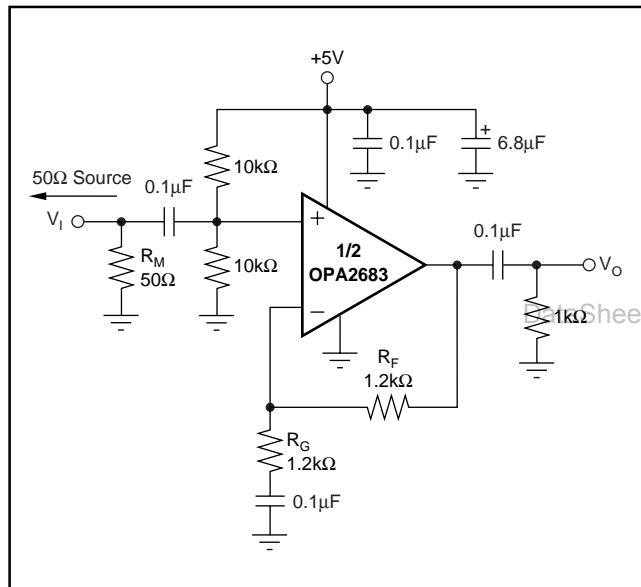 +5V
0.1µF
6.8µF
10kΩ
50Ω Source
0.1µF
V_I
R_M
50Ω
10kΩ
+
1/2
OPA2683
−
0.1µF
V_O
1kΩ
DataShee
R_F
1.2kΩ
R_G
1.2kΩ
0.1µF